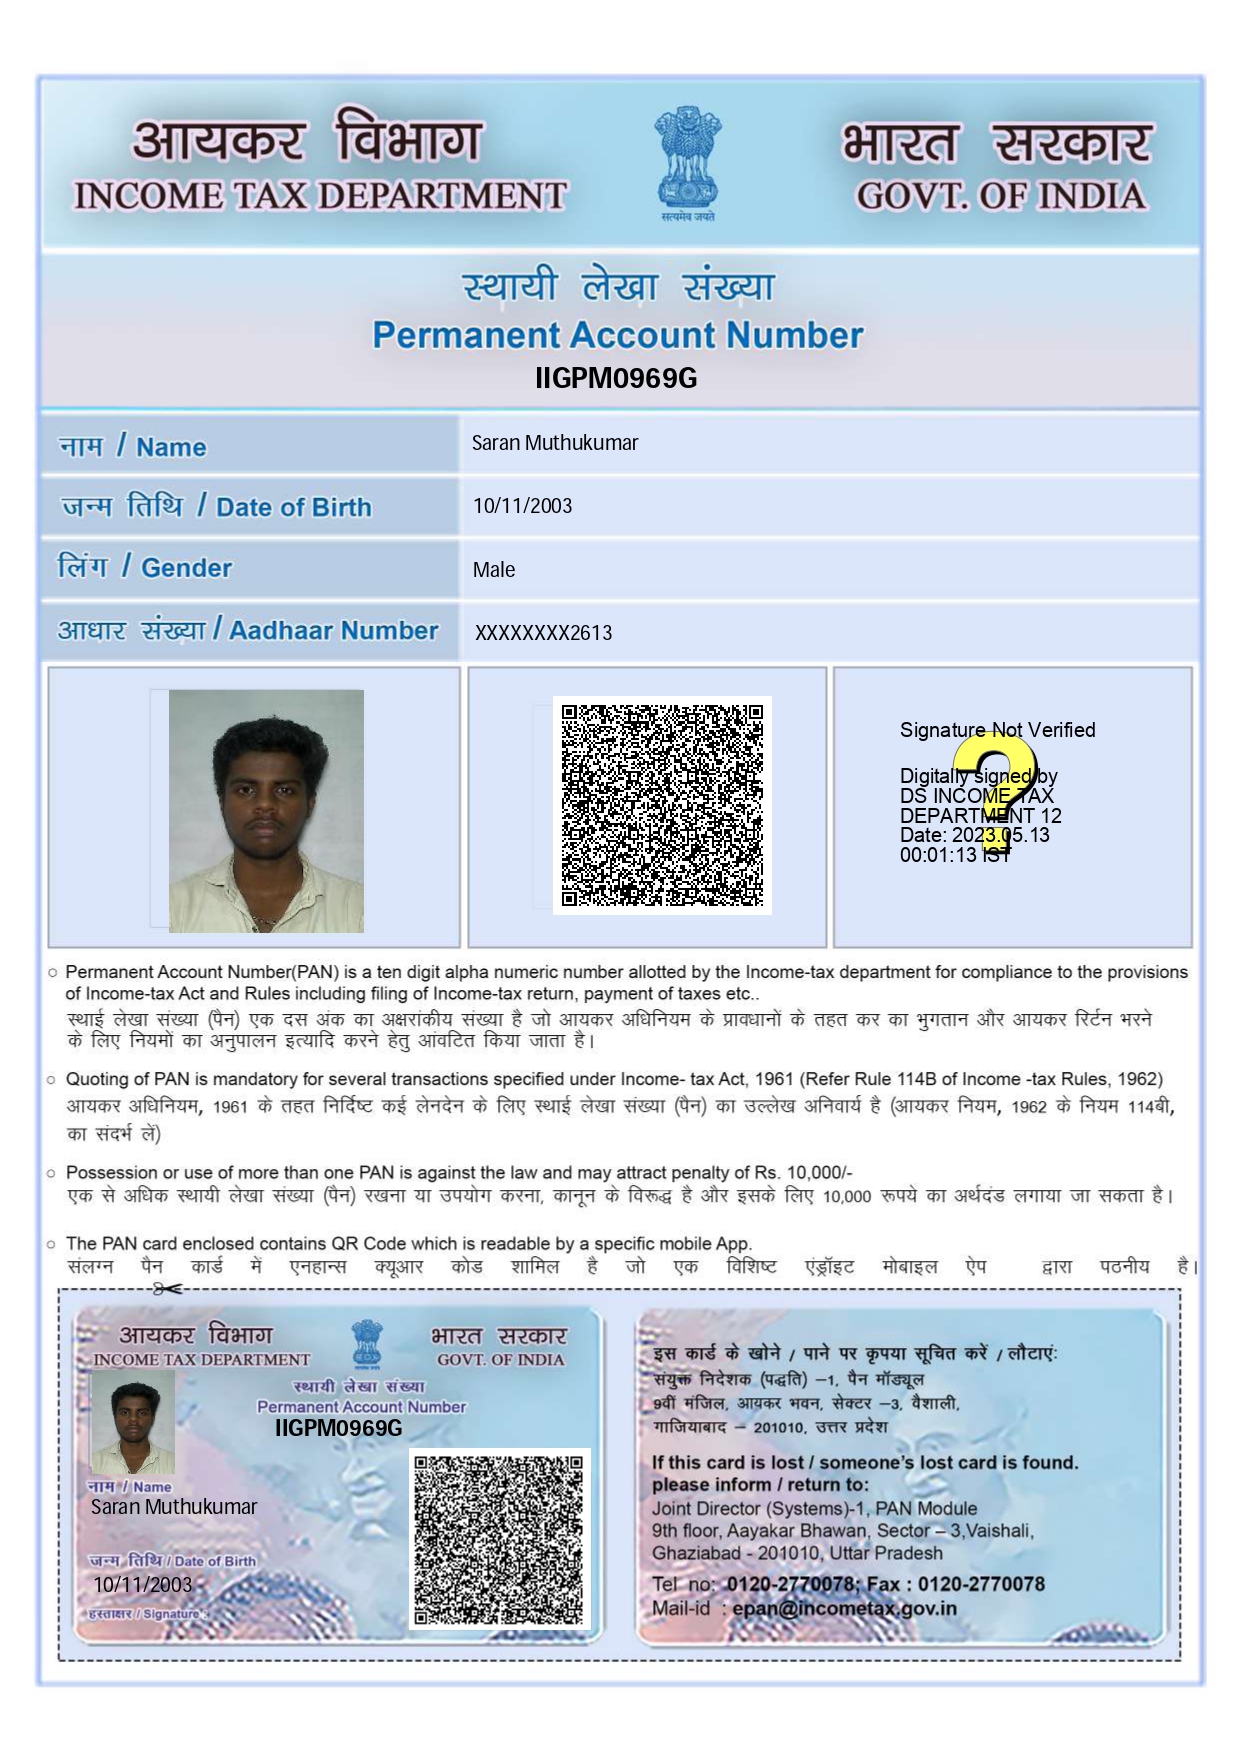 आयकर विभाग
INCOME TAX DEPARTMENT
सत्यमेव जयते
भारत सरकार
GOVT. OF INDIA
स्थायी लेखा संख्या
Permanent Account Number
IIGPM0969G
नाम / Name
Saran Muthukumar
जन्म तिथि / Date of Birth
10/11/2003
लिंग / Gender
Male
आधार संख्या / Aadhaar Number
XXXXXXXX2613
Signature Not Verified
Digitally signed by
DS INCOME TAX
DEPARTMENT 12
Date: 2023.05.13
00:01:13 IST
?
○ Permanent Account Number(PAN) is a ten digit alpha numeric number allotted by the Income-tax department for compliance to the provisions
of Income-tax Act and Rules including filing of Income-tax return, payment of taxes etc..
स्थाई लेखा संख्या (पैन) एक दस अंक का अक्षरांकीय संख्या है जो आयकर अधिनियम के प्रावधानों के तहत कर का भुगतान और आयकर रिर्टन भरने
के लिए नियमों का अनुपालन इत्यादि करने हेतु आंवटित किया जाता है।
○ Quoting of PAN is mandatory for several transactions specified under Income- tax Act, 1961 (Refer Rule 114B of Income -tax Rules, 1962)
आयकर अधिनियम, 1961 के तहत निर्दिष्ट कई लेनदेन के लिए स्थाई लेखा संख्या (पैन) का उल्लेख अनिवार्य है (आयकर नियम, 1962 के नियम 114बी,
का संदर्भ लें)
○ Possession or use of more than one PAN is against the law and may attract penalty of Rs. 10,000/-
एक से अधिक स्थायी लेखा संख्या (पैन) रखना या उपयोग करना, कानून के विरूद्ध है और इसके लिए 10,000 रूपये का अर्थदंड लगाया जा सकता है।
○ The PAN card enclosed contains QR Code which is readable by a specific mobile App.
संलग्न पैन कार्ड में एनहान्स क्यूआर कोड शामिल है जो एक विशिष्ट एंड्रॉइट मोबाइल ऐप द्वारा पठनीय है।
आयकर विभाग
INCOME TAX DEPARTMENT
भारत सरकार
GOVT. OF INDIA
स्थायी लेखा संख्या
Permanent Account Number
IIGPM0969G
नाम / Name
Saran Muthukumar
जन्म तिथि / Date of Birth
10/11/2003
हस्ताक्षर / Signature :-
इस कार्ड के खोने / पाने पर कृपया सूचित करें / लौटाएं:
संयुक्त निदेशक (पद्धति) –1, पैन मॉड्यूल
9वीं मंजिल, आयकर भवन, सेक्टर –3, वैशाली,
गाजियाबाद – 201010, उत्तर प्रदेश
If this card is lost / someone's lost card is found.
please inform / return to:
Joint Director (Systems)-1, PAN Module
9th floor, Aayakar Bhawan, Sector – 3,Vaishali,
Ghaziabad - 201010, Uttar Pradesh
Tel no: 0120-2770078; Fax : 0120-2770078
Mail-id : epan@incometax.gov.in